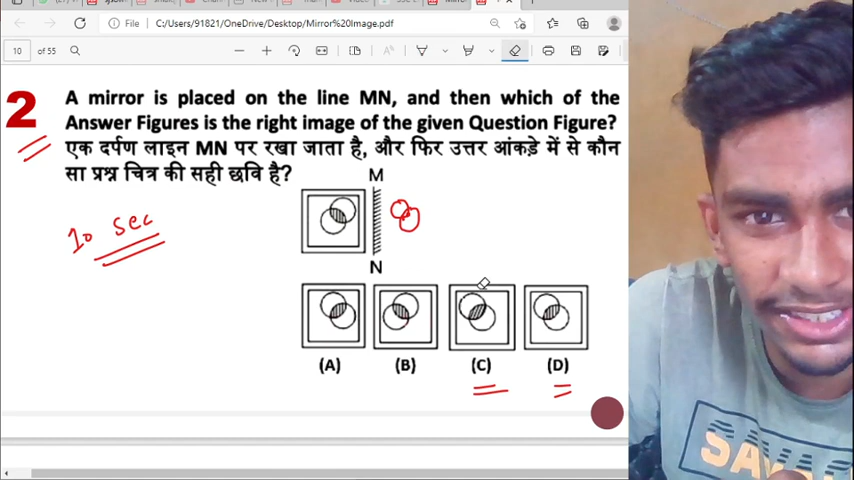 File
C:/Users/91821/OneDrive/Desktop/Mirror%20Image.pdf
10 of 55
2
A mirror is placed on the line MN, and then which of the
Answer Figures is the right image of the given Question Figure?
एक दर्पण लाइन MN पर रखा जाता है, और फिर उत्तर आंकड़े में से कौन
सा प्रश्न चित्र की सही छवि है?
M
10 sec
N
(A) (B) (C) (D)